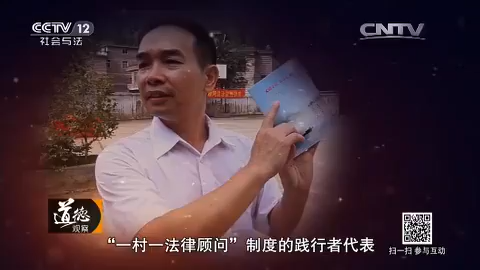 CCTV 12
社会与法
CNTV
道德
观察
扫一扫 参与互动
“一村一法律顾问”制度的践行者代表